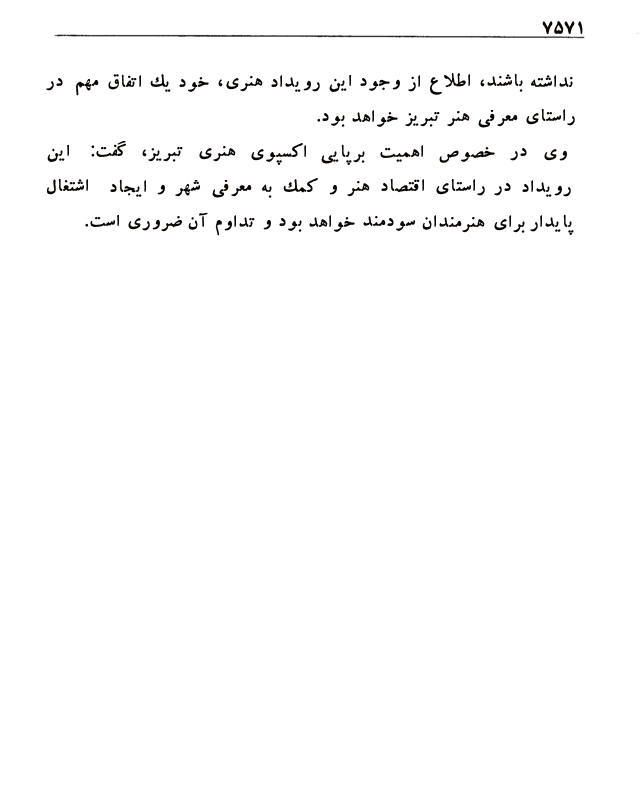 ۷۵۷۱
نداشته باشند، اطلاع از وجود این رویداد هنری، خود یك اتفاق مهم در
راستای معرفی هنر تبریز خواهد بود.
وی در خصوص اهمیت برپایی اکسپوی هنری تبریز، گفت: این
رویداد در راستای اقتصاد هنر و کمك به معرفی شهر و ایجاد اشتغال
پایدار برای هنرمندان سودمند خواهد بود و تداوم آن ضروری است.